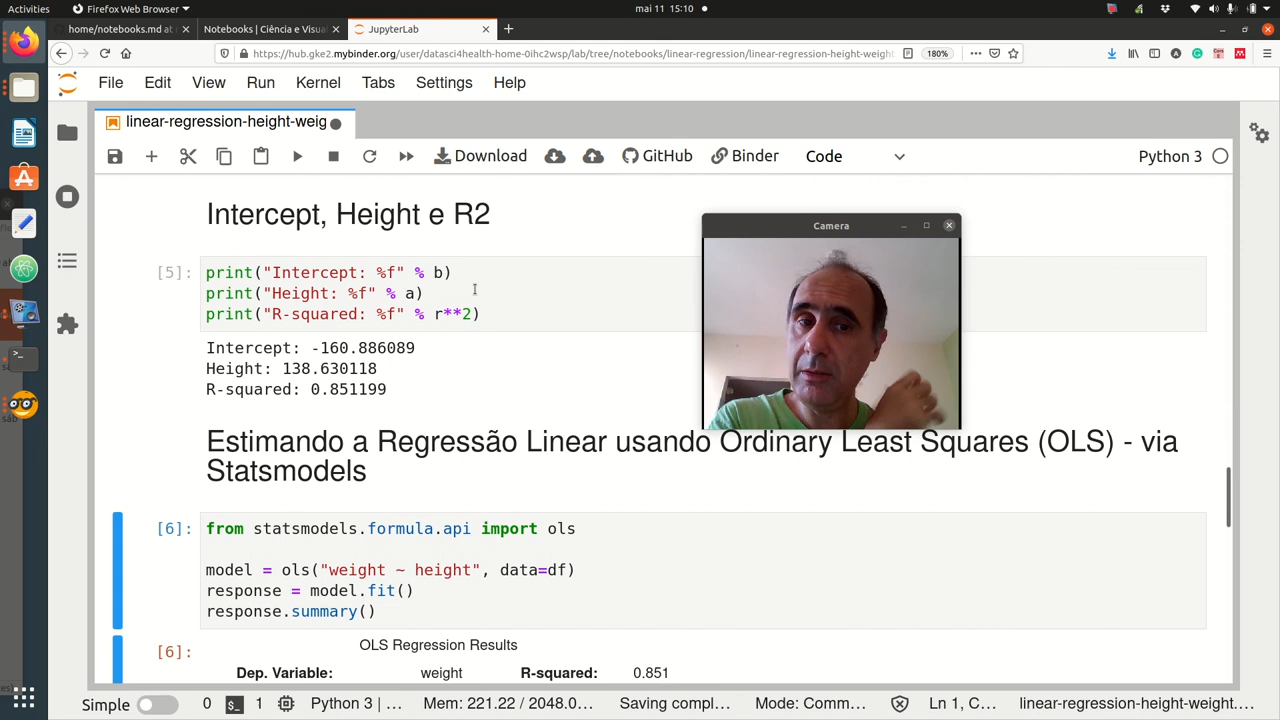 Activities
Firefox Web Browser
mai 11 15:10
home/notebooks.md at
Notebooks | Ciência e Visua
JupyterLab
https://hub.gke2.mybinder.org/user/datasci4health-home-0ihc2wsp/lab/tree/notebooks/linear-regression/linear-regression-height-weight
180%
File Edit View Run Kernel Tabs Settings Help
linear-regression-height-weig
Download
GitHub
Binder
Code
Python 3
Intercept, Height e R2
Camera
[5]:
print("Intercept: %f" % b)
print("Height: %f" % a)
print("R-squared: %f" % r**2)
Intercept: -160.886089
Height: 138.630118
R-squared: 0.851199
Estimando a Regressão Linear usando Ordinary Least Squares (OLS) - via
Statsmodels
[6]:
from statsmodels.formula.api import ols
model = ols("weight ~ height", data=df)
response = model.fit()
response.summary()
[6]:
OLS Regression Results
Dep. Variable: weight R-squared: 0.851
Simple 0 $_ 1 Python 3 | ... Mem: 221.22 / 2048.0... Saving compl... Mode: Comm... Ln 1, C... linear-regression-height-weight....